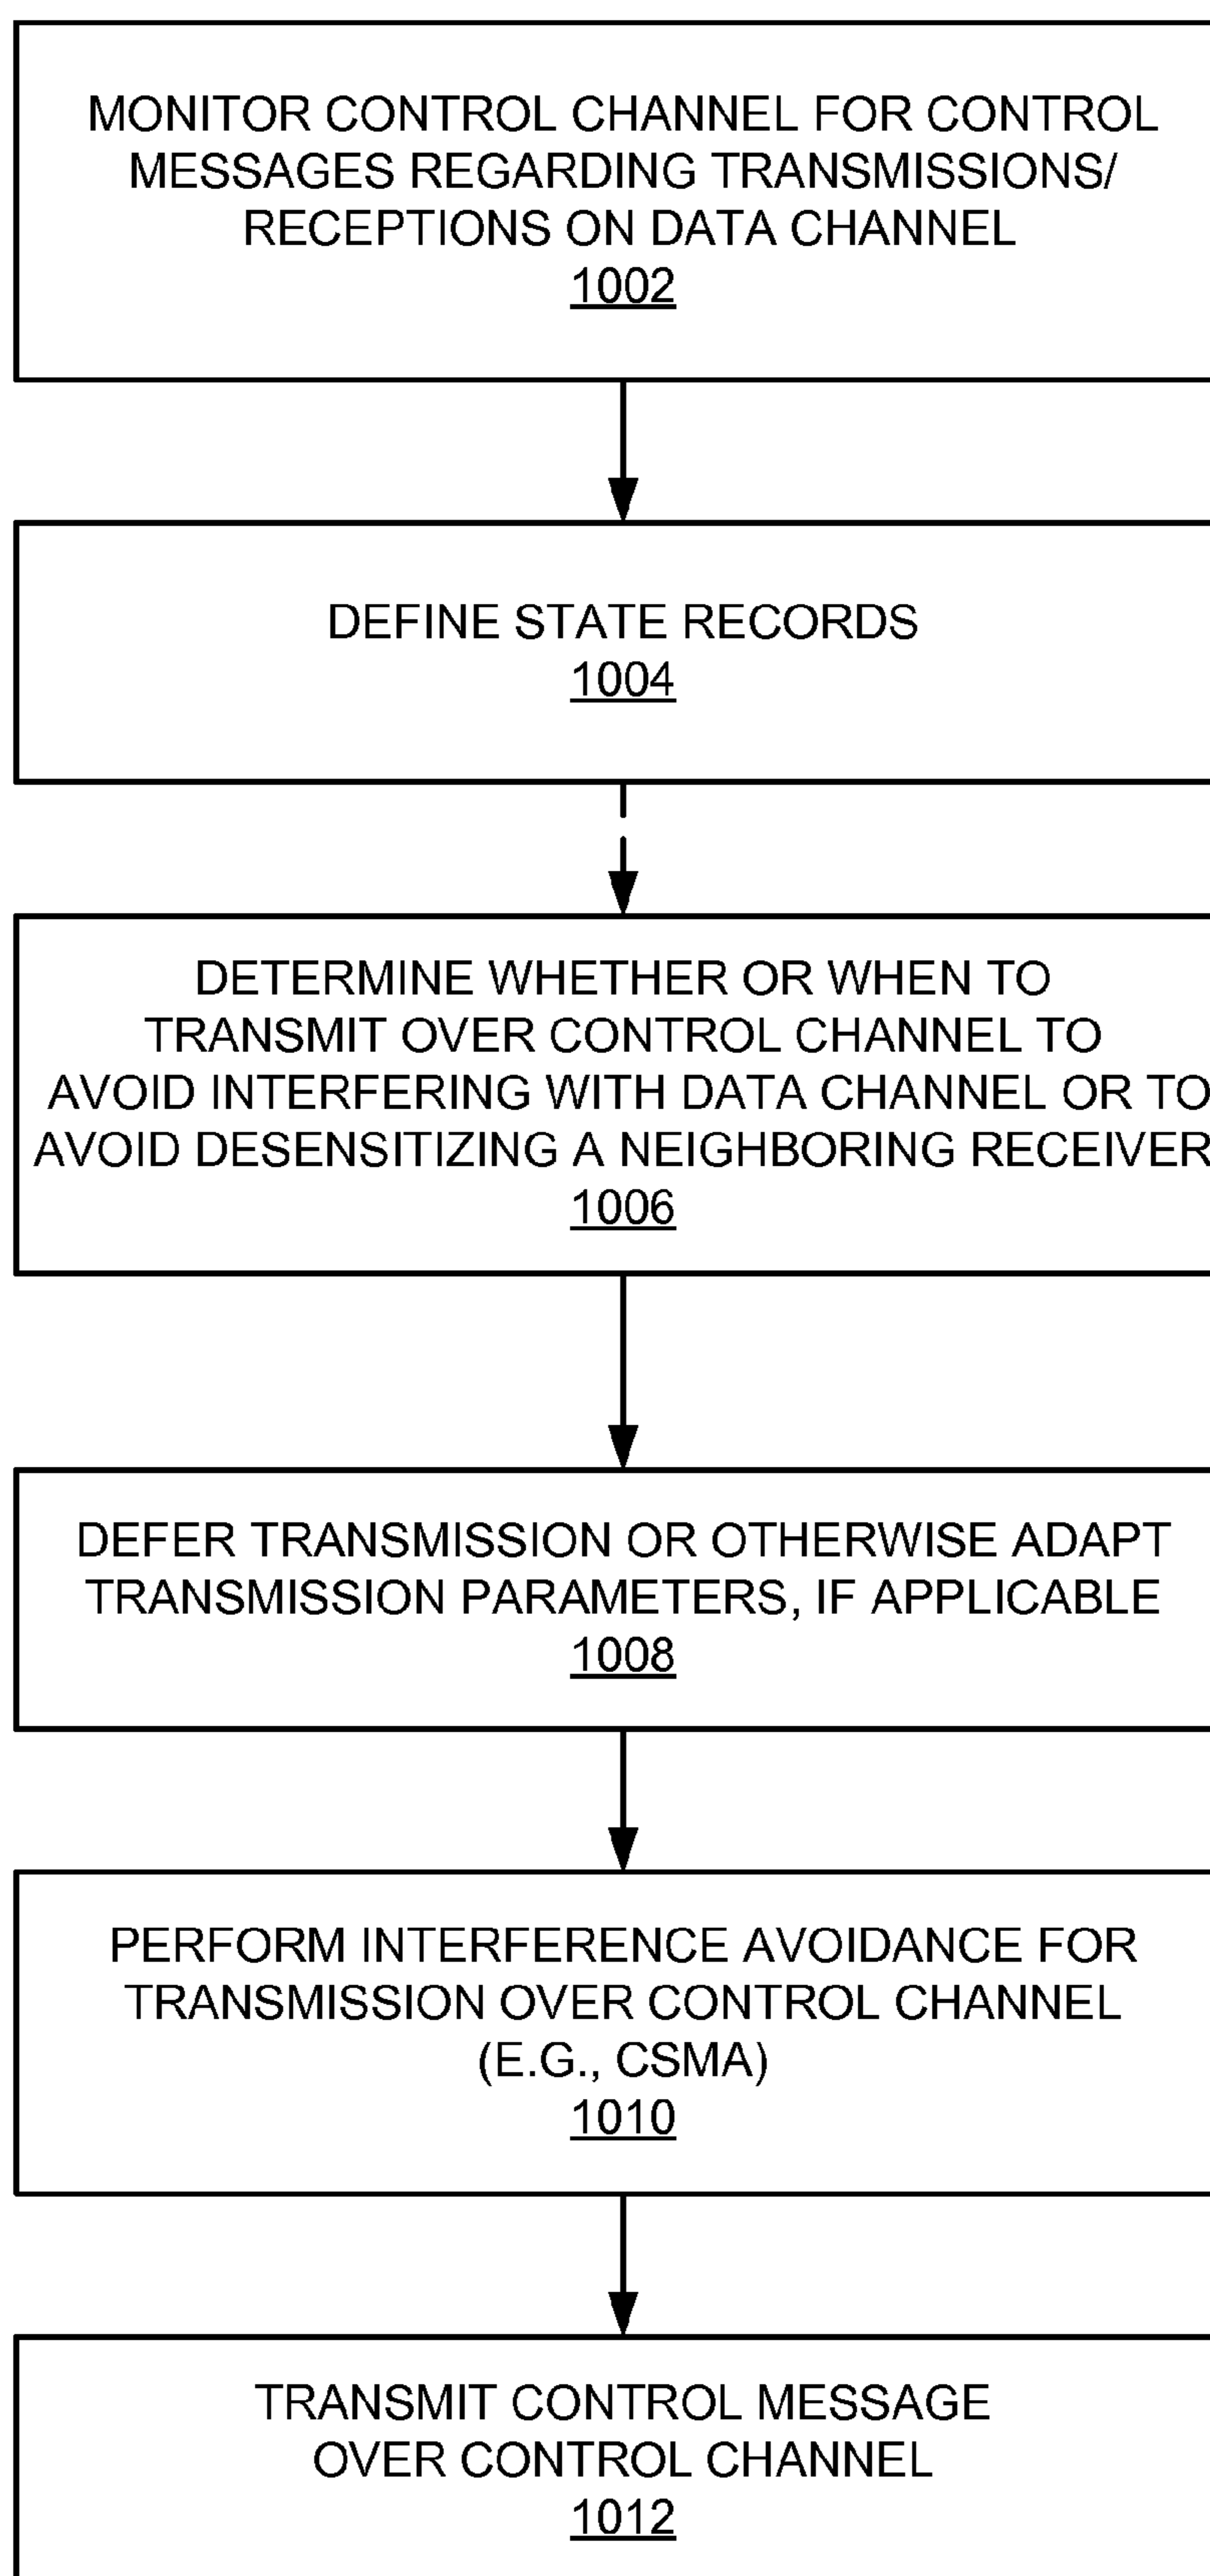 MONITOR CONTROL CHANNEL FOR CONTROL
MESSAGES REGARDING TRANSMISSIONS/
RECEPTIONS ON DATA CHANNEL
1002
DEFINE STATE RECORDS
1004
DETERMINE WHETHER OR WHEN TO
TRANSMIT OVER CONTROL CHANNEL TO
AVOID INTERFERING WITH DATA CHANNEL OR TO
AVOID DESENSITIZING A NEIGHBORING RECEIVER
1006
DEFER TRANSMISSION OR OTHERWISE ADAPT
TRANSMISSION PARAMETERS, IF APPLICABLE
1008
PERFORM INTERFERENCE AVOIDANCE FOR
TRANSMISSION OVER CONTROL CHANNEL
(E.G., CSMA)
1010
TRANSMIT CONTROL MESSAGE
OVER CONTROL CHANNEL
1012